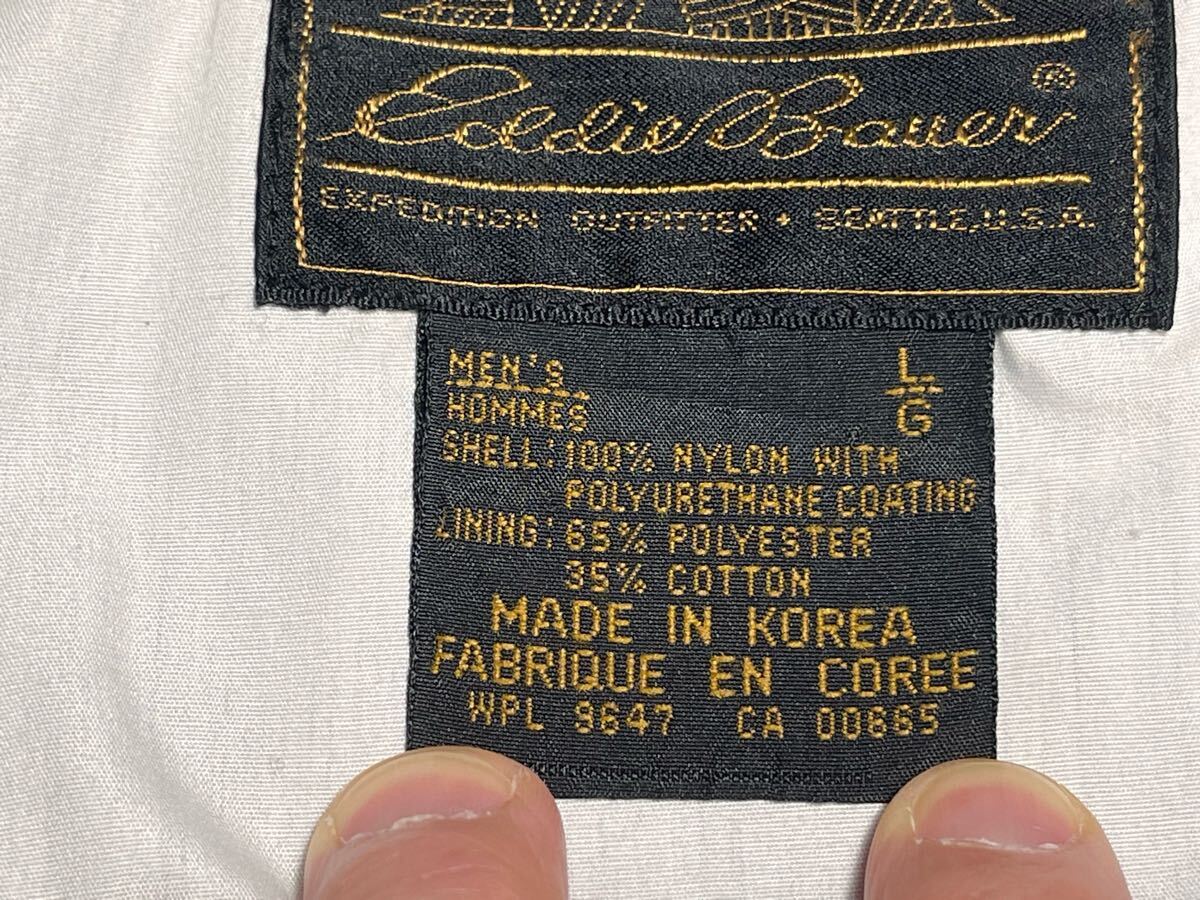 Eddie Bauer®
EXPEDITION OUTFITTER • SEATTLE, U.S.A.
MEN'S L
HOMMES G
SHELL: 100% NYLON WITH
POLYURETHANE COATING
LINING: 65% POLYESTER
35% COTTON
MADE IN KOREA
FABRIQUE EN COREE
WPL 9647 CA 00665